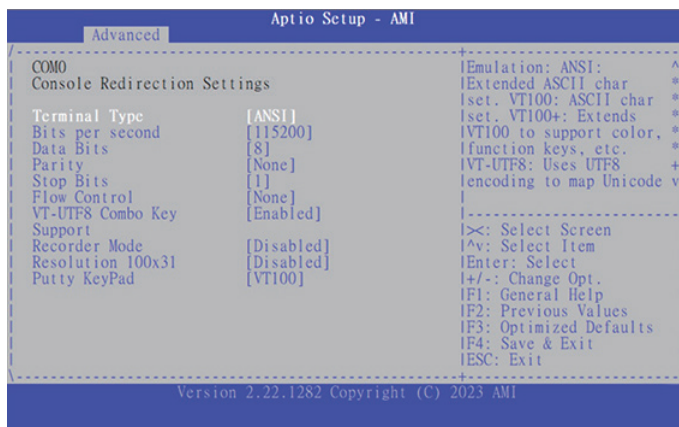 Aptio Setup - AMI
Advanced
COMO
Console Redirection Settings
Terminal Type [ANSI]
Bits per second [115200]
Data Bits [8]
Parity [None]
Stop Bits [1]
Flow Control [None]
VT-UTF8 Combo Key [Enabled]
Support
Recorder Mode [Disabled]
Resolution 100x31 [Disabled]
Putty KeyPad [VT100]
Emulation: ANSI: ^
Extended ASCII char *
set. VT100: ASCII char *
set. VT100+: Extends *
VT100 to support color, *
function keys, etc. *
VT-UTF8: Uses UTF8 +
encoding to map Unicode v
><: Select Screen
^v: Select Item
Enter: Select
+/-: Change Opt.
F1: General Help
F2: Previous Values
F3: Optimized Defaults
F4: Save & Exit
ESC: Exit
Version 2.22.1282 Copyright (C) 2023 AMI